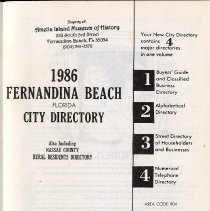 Property of
Amelia Island Museum of History
233 South 3rd Street
Fernandina Beach, FL 32034
(904) 261-7378
1986
FERNANDINA BEACH
FLORIDA
CITY DIRECTORY
Also Including
NASSAU COUNTY
RURAL RESIDENTS DIRECTORY
Your New City Directory
contains 4
major directories
in one volume
1 Buyers' Guide
and Classified
Business
Directory
2 Alphabetical
Directory
3 Street Directory
of Householders
and Businesses
4 Numerical
Telephone
Directory
AREA CODE 904